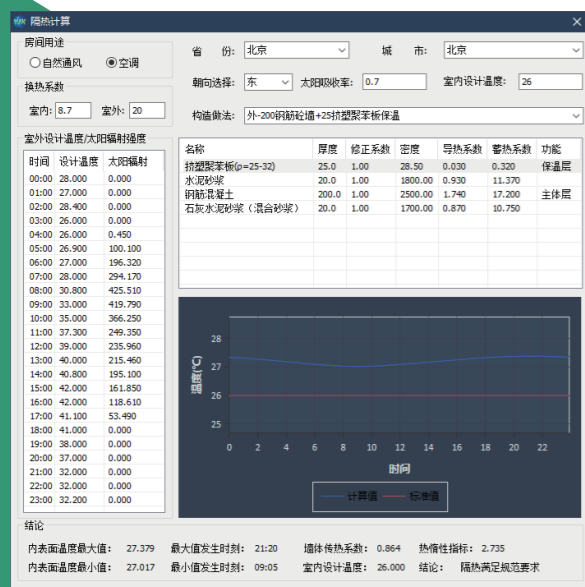 隔热计算
房间用途
自然通风 空调
省 份: 北京 城 市: 北京
换热系数
朝向选择: 东 太阳吸收率: 0.7 室内设计温度: 26
室内: 8.7 室外: 20
构造做法: 外-200钢筋砼墙+25挤塑聚苯板保温
室外设计温度/太阳辐射强度
时间 设计温度 太阳辐射
00:00 28.000 0.000
01:00 27.000 0.000
02:00 28.400 0.000
03:00 26.000 0.000
04:00 26.000 0.450
05:00 26.900 100.100
06:00 27.000 196.320
07:00 28.000 294.170
08:00 30.800 425.510
09:00 33.000 419.790
10:00 35.000 366.250
11:00 37.300 249.350
12:00 39.000 235.960
13:00 40.000 215.460
14:00 40.800 195.100
15:00 42.000 161.850
16:00 42.000 118.610
17:00 41.100 53.490
18:00 41.000 0.000
19:00 38.000 0.000
20:00 37.000 0.000
21:00 32.000 0.000
22:00 32.000 0.000
23:00 32.200 0.000
名称 厚度 修正系数 密度 导热系数 蓄热系数 功能
挤塑聚苯板(ρ=25-32) 25.0 1.00 28.50 0.030 0.320 保温层
水泥砂浆 20.0 1.00 1800.00 0.930 11.370
钢筋混凝土 200.0 1.00 2500.00 1.740 17.200 主体层
石灰水泥砂浆（混合砂浆） 20.0 1.00 1700.00 0.870 10.750
温度(℃)
28
27
26
25
0 2 4 6 8 10 12 14 16 18 20 22
时间
计算值 标准值
结论
内表面温度最大值: 27.379 最大值发生时刻: 21:20 墙体传热系数: 0.864 热惰性指标: 2.735
内表面温度最小值: 27.017 最小值发生时刻: 09:05 室内设计温度: 26.000 结论: 隔热满足规范要求